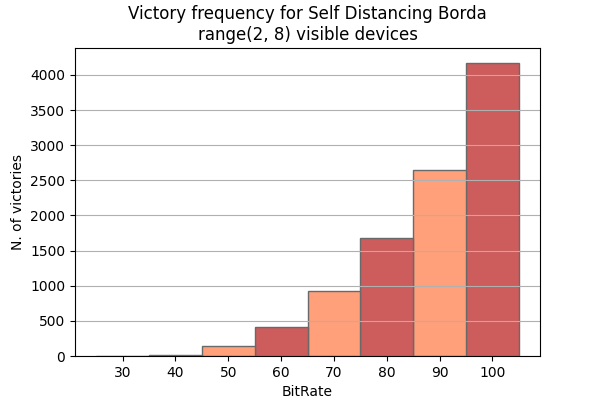 Victory frequency for Self Distancing Borda
range(2, 8) visible devices
4000
3500
3000
2500
2000
1500
1000
500
0
N. of victories
30 40 50 60 70 80 90 100
BitRate